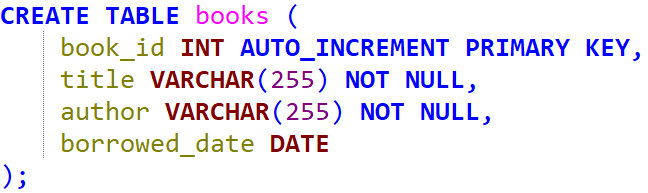 CREATE TABLE books (
    book_id INT AUTO_INCREMENT PRIMARY KEY,
    title VARCHAR(255) NOT NULL,
    author VARCHAR(255) NOT NULL,
    borrowed_date DATE
);